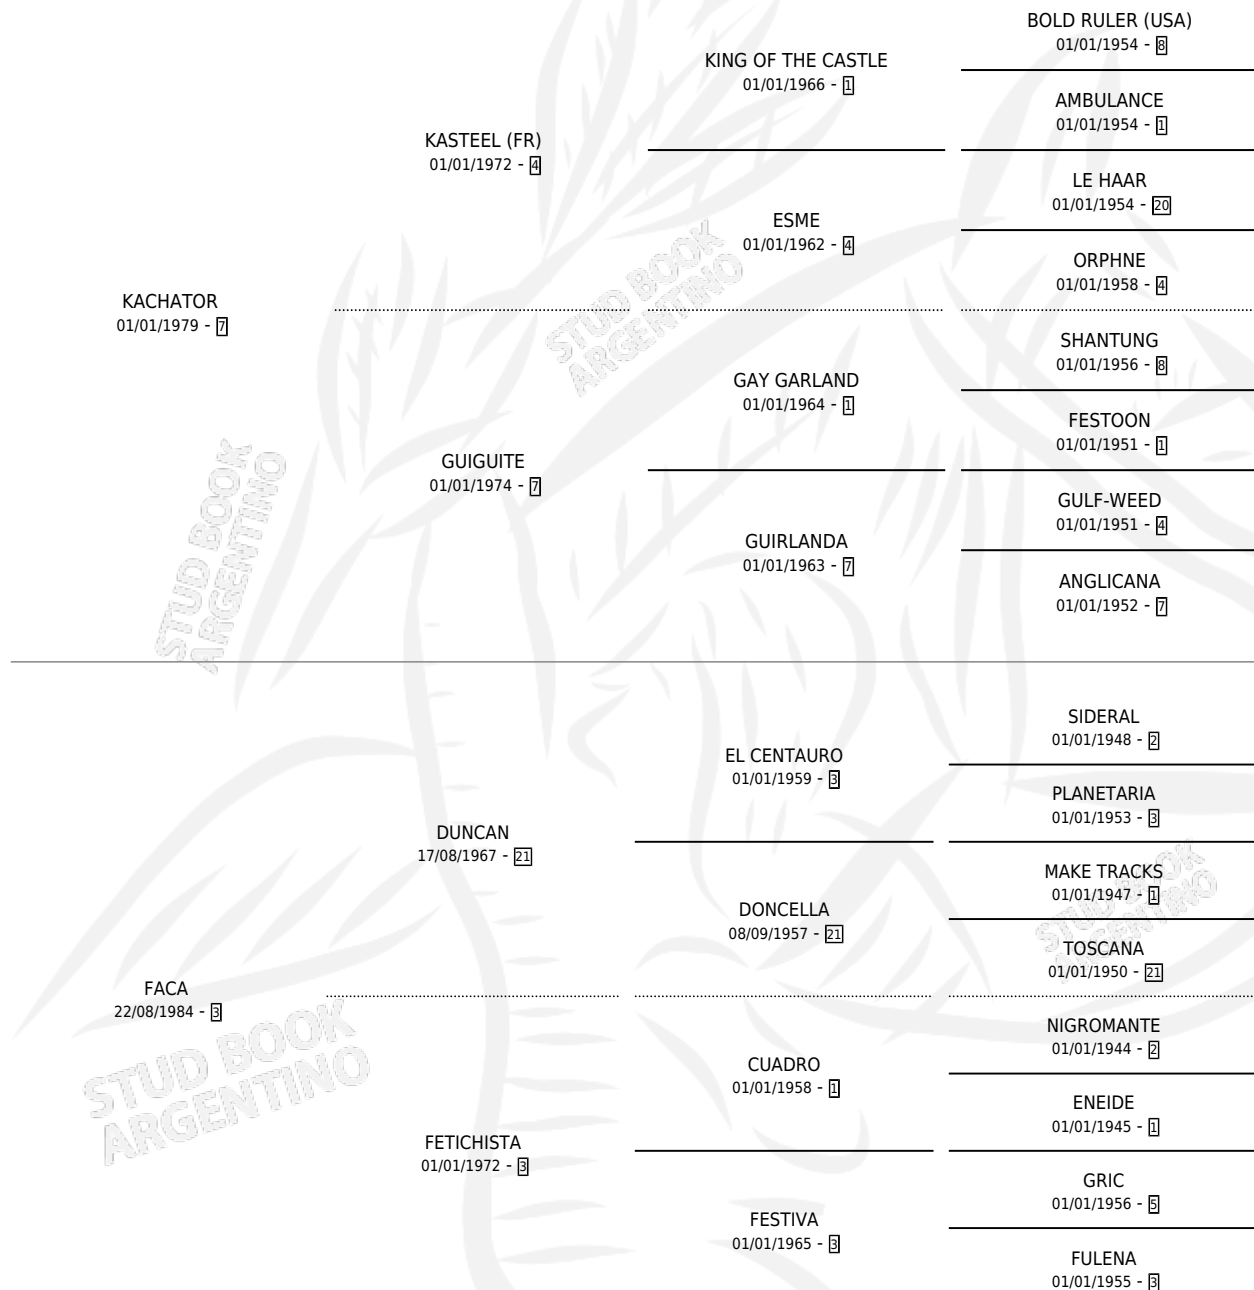 BOLD RULER (USA)
01/01/1954 - 8
KING OF THE CASTLE
01/01/1966 - 1
AMBULANCE
01/01/1954 - 1
KASTEEL (FR)
01/01/1972 - 4
LE HAAR
01/01/1954 - 20
ESME
01/01/1962 - 4
ORPHNE
01/01/1958 - 4
KACHATOR
01/01/1979 - 7
SHANTUNG
01/01/1956 - 8
GAY GARLAND
01/01/1964 - 1
FESTOON
01/01/1951 - 1
GUIGUITE
01/01/1974 - 7
GULF-WEED
01/01/1951 - 4
GUIRLANDA
01/01/1963 - 7
ANGLICANA
01/01/1952 - 7
SIDERAL
01/01/1948 - 2
EL CENTAURO
01/01/1959 - 3
PLANETARIA
01/01/1953 - 3
DUNCAN
17/08/1967 - 21
MAKE TRACKS
01/01/1947 - 1
DONCELLA
08/09/1957 - 21
TOSCANA
01/01/1950 - 21
FACA
22/08/1984 - 3
NIGROMANTE
01/01/1944 - 2
CUADRO
01/01/1958 - 1
ENEIDE
01/01/1945 - 1
FETICHISTA
01/01/1972 - 3
GRIC
01/01/1956 - 5
FESTIVA
01/01/1965 - 3
FULENA
01/01/1955 - 3
STUD BOOK
ARGENTINO
STUD BOOK
ARGENTINO
STUD BOOK
ARGENTINO
STUD BOOK
ARGENTINO